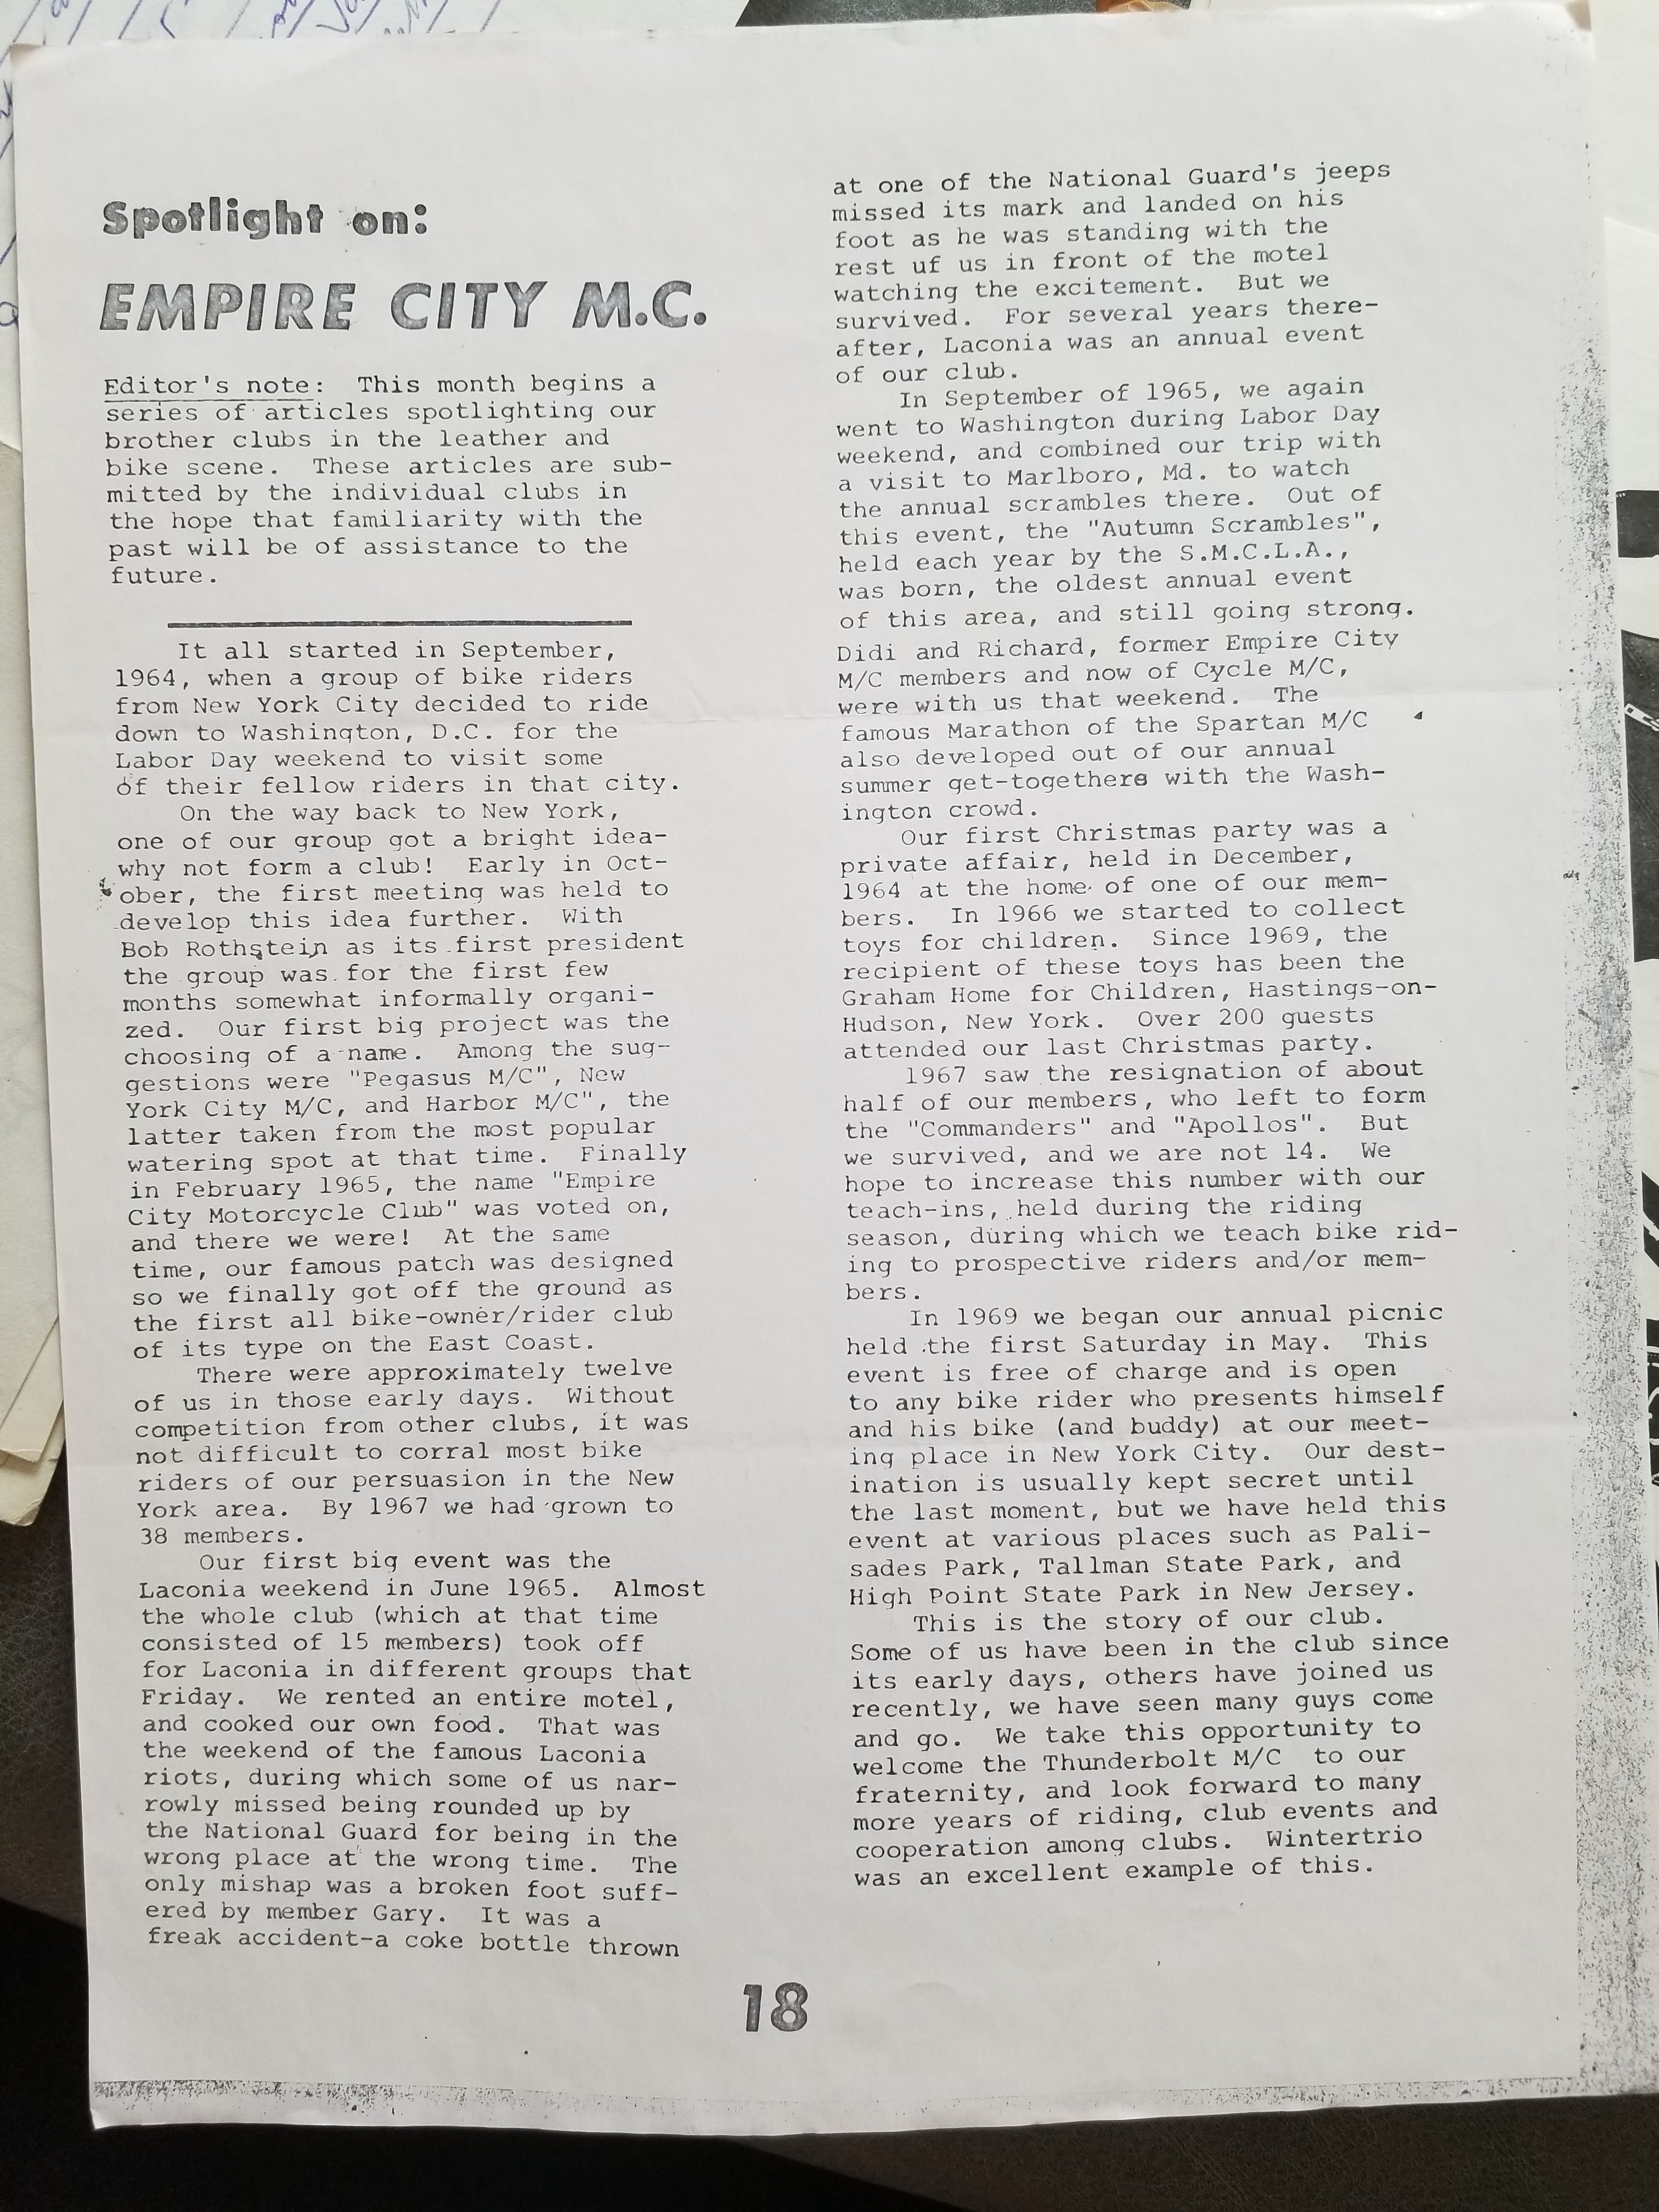 Spotlight on:
EMPIRE CITY M.C.
Editor's note:  This month begins a
series of articles spotlighting our
brother clubs in the leather and
bike scene.  These articles are sub-
mitted by the individual clubs in
the hope that familiarity with the
past will be of assistance to the
future.
It all started in September,
1964, when a group of bike riders
from New York City decided to ride
down to Washington, D.C. for the
Labor Day weekend to visit some
of their fellow riders in that city.
On the way back to New York,
one of our group got a bright idea-
why not form a club!  Early in Oct-
ober, the first meeting was held to
develop this idea further.  With
Bob Rothstein as its first president
the group was for the first few
months somewhat informally organi-
zed.  Our first big project was the
choosing of a name.  Among the sug-
gestions were "Pegasus M/C", New
York City M/C, and Harbor M/C", the
latter taken from the most popular
watering spot at that time.  Finally
in February 1965, the name "Empire
City Motorcycle Club" was voted on,
and there we were!  At the same
time, our famous patch was designed
so we finally got off the ground as
the first all bike-owner/rider club
of its type on the East Coast.
There were approximately twelve
of us in those early days.  Without
competition from other clubs, it was
not difficult to corral most bike
riders of our persuasion in the New
York area.  By 1967 we had grown to
38 members.
Our first big event was the
Laconia weekend in June 1965.  Almost
the whole club (which at that time
consisted of 15 members) took off
for Laconia in different groups that
Friday.  We rented an entire motel,
and cooked our own food.  That was
the weekend of the famous Laconia
riots, during which some of us nar-
rowly missed being rounded up by
the National Guard for being in the
wrong place at the wrong time.  The
only mishap was a broken foot suff-
ered by member Gary.  It was a
freak accident-a coke bottle thrown
at one of the National Guard's jeeps
missed its mark and landed on his
foot as he was standing with the
rest uf us in front of the motel
watching the excitement.  But we
survived.  For several years there-
after, Laconia was an annual event
of our club.
In September of 1965, we again
went to Washington during Labor Day
weekend, and combined our trip with
a visit to Marlboro, Md. to watch
the annual scrambles there.  Out of
this event, the "Autumn Scrambles",
held each year by the S.M.C.L.A.,
was born, the oldest annual event
of this area, and still going strong.
Didi and Richard, former Empire City
M/C members and now of Cycle M/C,
were with us that weekend.  The
famous Marathon of the Spartan M/C
also developed out of our annual
summer get-togethers with the Wash-
ington crowd.
Our first Christmas party was a
private affair, held in December,
1964 at the home of one of our mem-
bers.  In 1966 we started to collect
toys for children.  Since 1969, the
recipient of these toys has been the
Graham Home for Children, Hastings-on-
Hudson, New York.  Over 200 guests
attended our last Christmas party.
1967 saw the resignation of about
half of our members, who left to form
the "Commanders" and "Apollos".  But
we survived, and we are not 14.  We
hope to increase this number with our
teach-ins, held during the riding
season, during which we teach bike rid-
ing to prospective riders and/or mem-
bers.
In 1969 we began our annual picnic
held the first Saturday in May.  This
event is free of charge and is open
to any bike rider who presents himself
and his bike (and buddy) at our meet-
ing place in New York City.  Our dest-
ination is usually kept secret until
the last moment, but we have held this
event at various places such as Pali-
sades Park, Tallman State Park, and
High Point State Park in New Jersey.
This is the story of our club.
Some of us have been in the club since
its early days, others have joined us
recently, we have seen many guys come
and go.  We take this opportunity to
welcome the Thunderbolt M/C  to our
fraternity, and look forward to many
more years of riding, club events and
cooperation among clubs.  Wintertrio
was an excellent example of this.
18